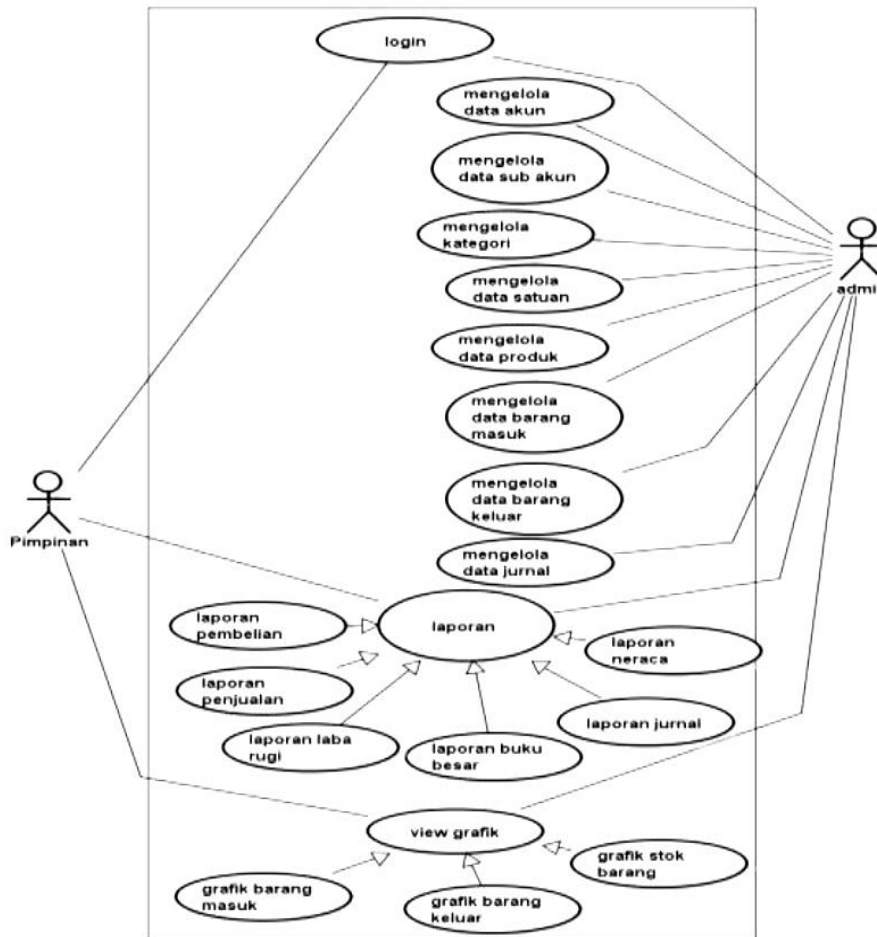 login
mengelola
data akun
mengelola
data sub akun
mengelola
kategori
mengelola
data satuan
admi
mengelola
data produk
mengelola
data barang
masuk
mengelola
data barang
keluar
Pimpinan
mengelola
data jurnal
laporan
pembelian
laporan
laporan
neraca
laporan
penjualan
laporan laba
rugi
laporan buku
besar
laporan jurnal
view grafik
grafik barang
masuk
grafik barang
keluar
grafik stok
barang